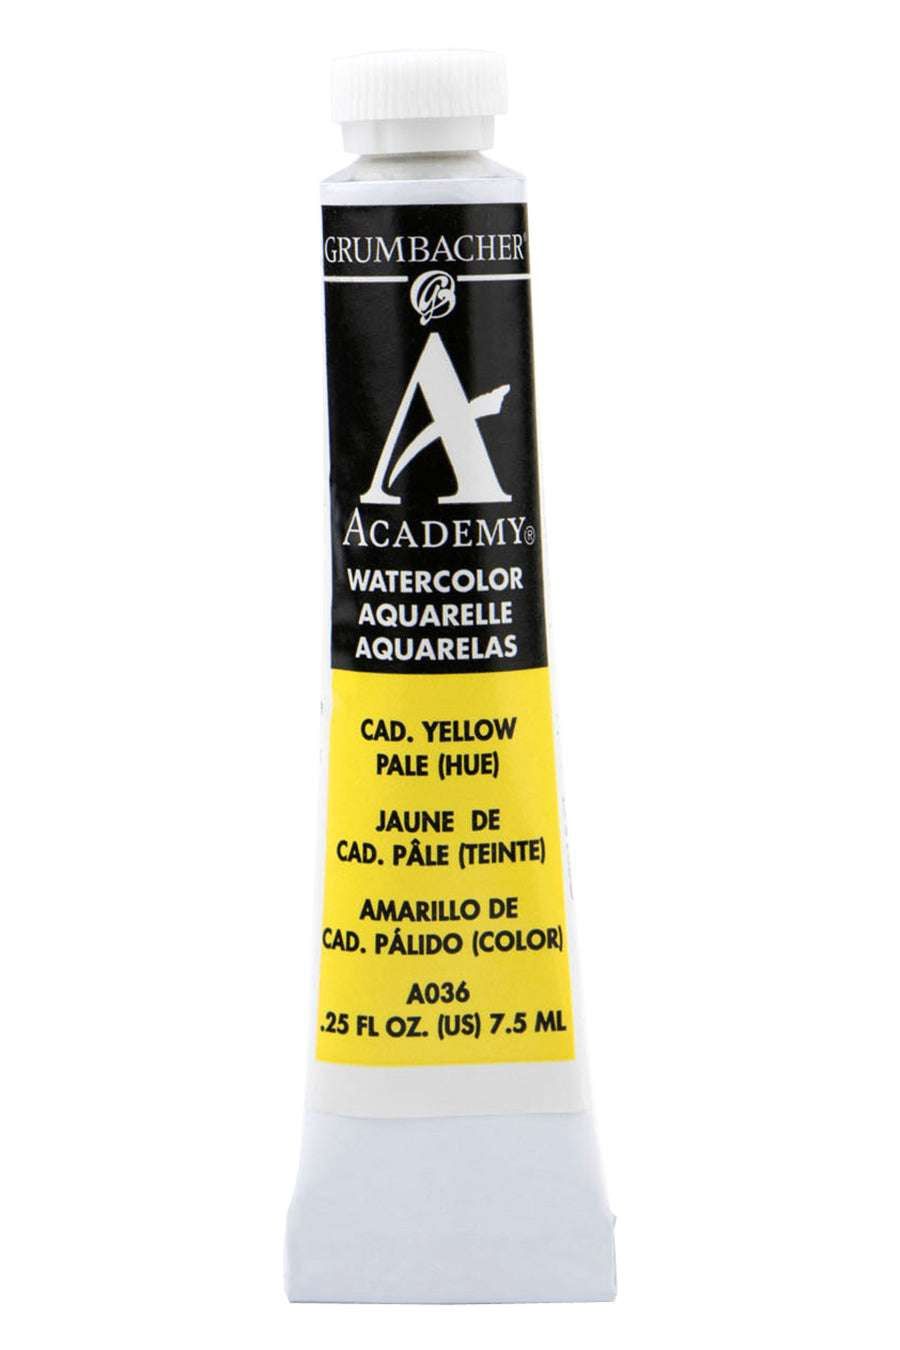 GRUMBACHER®
GB
A
ACADEMY®
WATERCOLOR
AQUARELLE
AQUARELAS
CAD. YELLOW
PALE (HUE)
JAUNE DE
CAD. PÂLE (TEINTE)
AMARILLO DE
CAD. PÁLIDO (COLOR)
A036
.25 FL OZ. (US) 7.5 ML